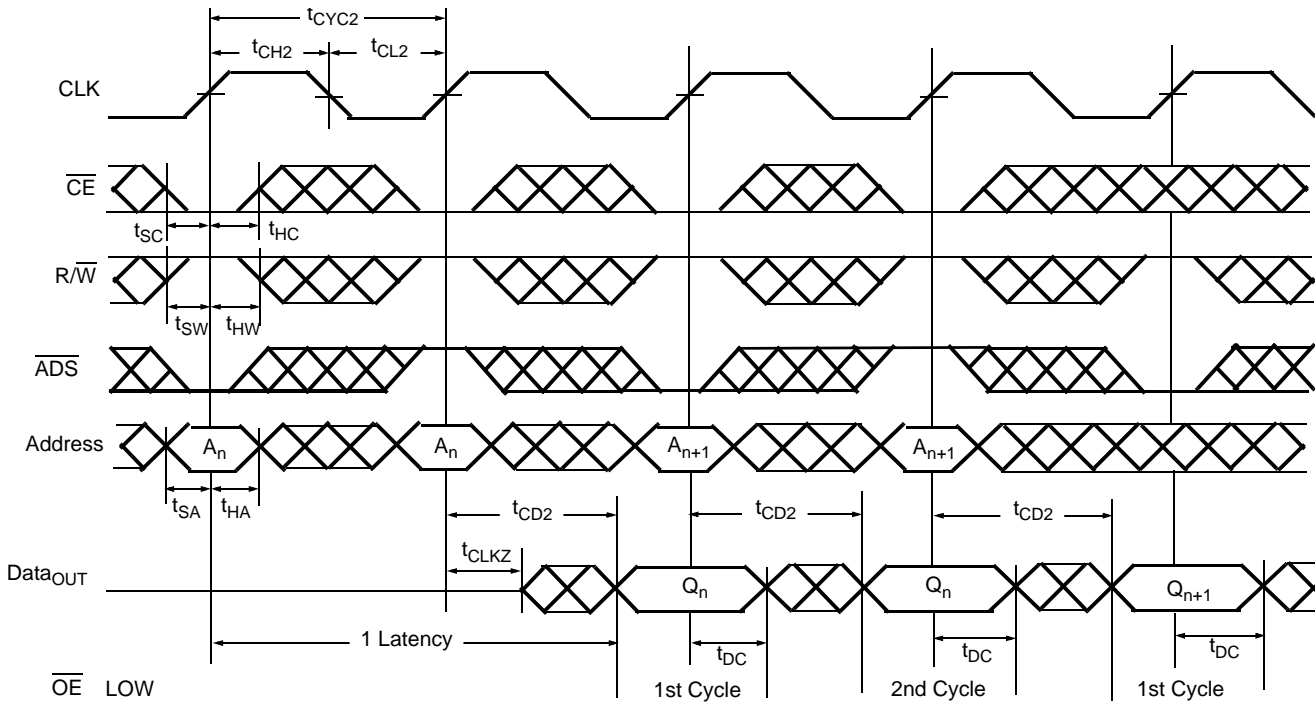 tCYC2
tCH2 tCL2
CLK
CE
tSC tHC
R/W
tSW tHW
ADS
Address An An An+1 An+1
tSA tHA
tCD2 tCD2 tCD2
tCLKZ
DataOUT Qn Qn Qn+1
1 Latency
tDC tDC tDC
OE LOW 1st Cycle 2nd Cycle 1st Cycle